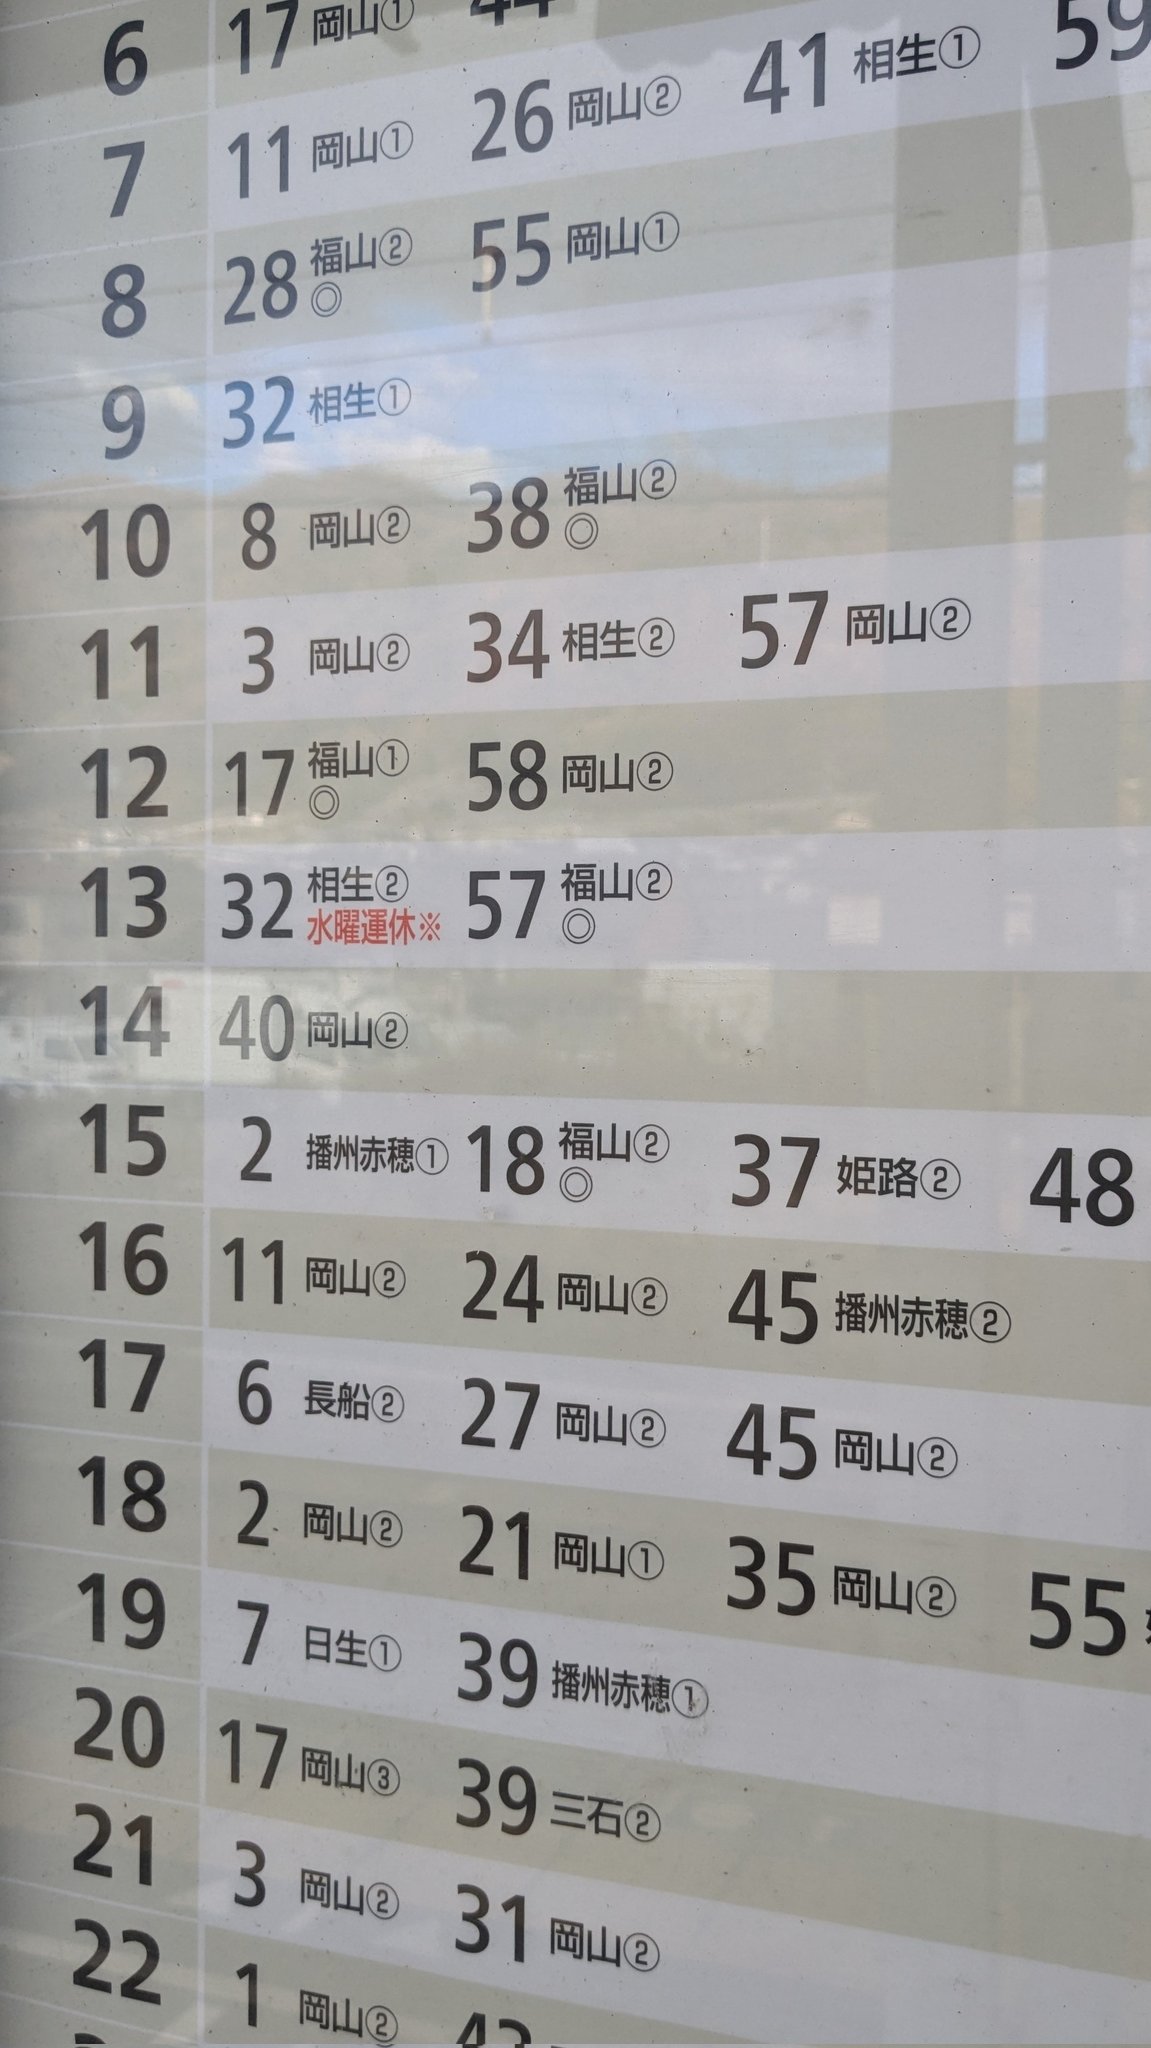 6 17 岡山① 44
7 11 岡山① 26 岡山② 41 相生① 59
8 28 福山② ◎ 55 岡山①
9 32 相生①
10 8 岡山② 38 福山② ◎
11 3 岡山② 34 相生② 57 岡山②
12 17 福山① ◎ 58 岡山②
13 32 相生② 水曜運休※ 57 福山② ◎
14 40 岡山②
15 2 播州赤穂① 18 福山② ◎ 37 姫路② 48
16 11 岡山② 24 岡山② 45 播州赤穂②
17 6 長船② 27 岡山② 45 岡山②
18 2 岡山② 21 岡山① 35 岡山② 55
19 7 日生① 39 播州赤穂①
20 17 岡山③ 39 三石②
21 3 岡山② 31 岡山②
22 1 岡山② 43